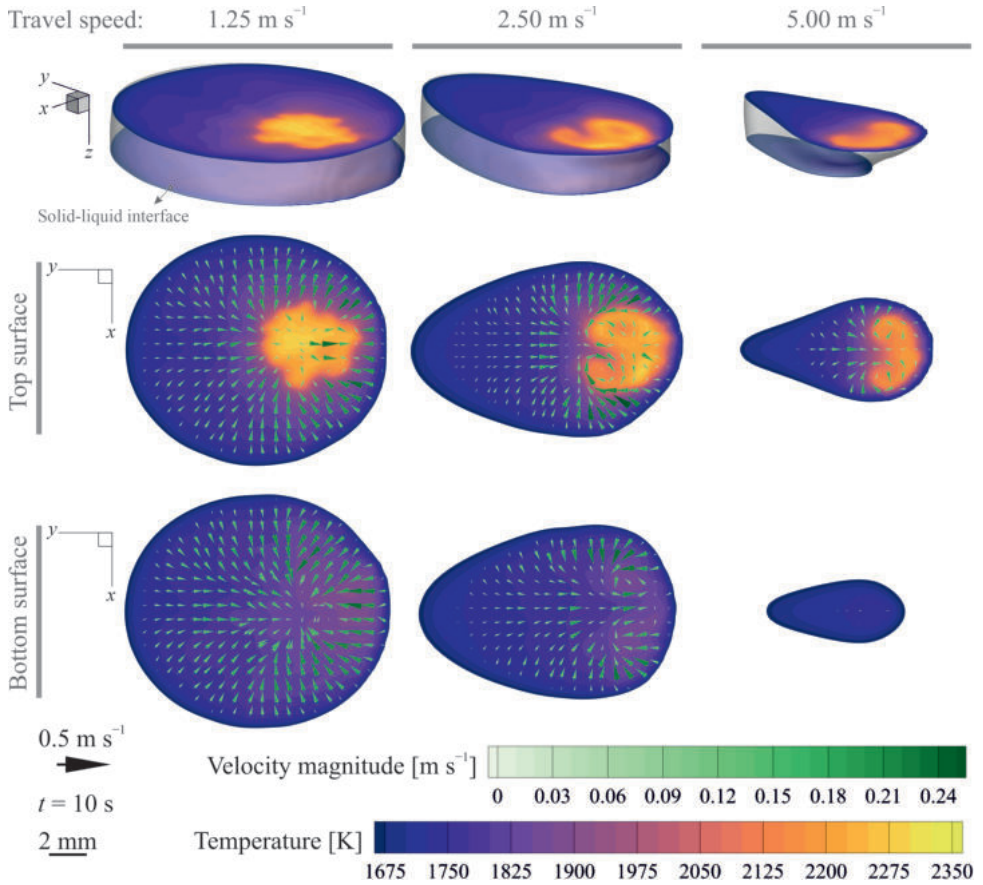 Travel speed: 1.25 m s⁻¹ 2.50 m s⁻¹ 5.00 m s⁻¹
y
x
z
Solid-liquid interface
Top surface
y
x
Bottom surface
y
x
0.5 m s⁻¹
t = 10 s
2 mm
Velocity magnitude [m s⁻¹]
0 0.03 0.06 0.09 0.12 0.15 0.18 0.21 0.24
Temperature [K]
1675 1750 1825 1900 1975 2050 2125 2200 2275 2350